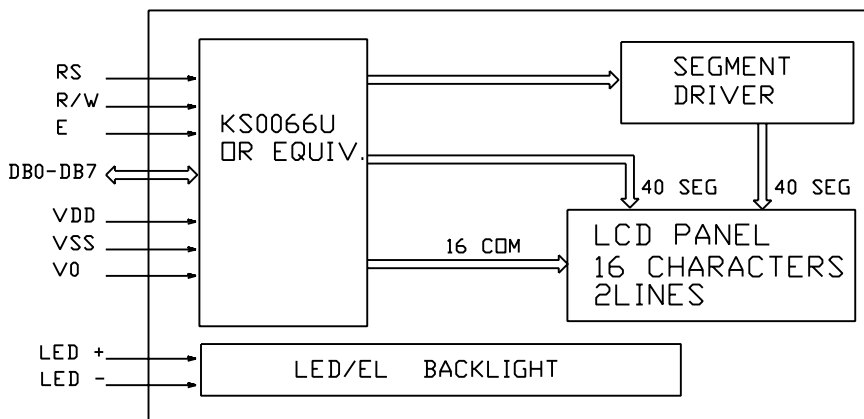 RS
R/W
E
DB0-DB7
VDD
VSS
V0
LED +
LED -
KS0066U
OR EQUIV.
SEGMENT
DRIVER
40 SEG
40 SEG
16 COM
LCD PANEL
16 CHARACTERS
2LINES
LED/EL BACKLIGHT